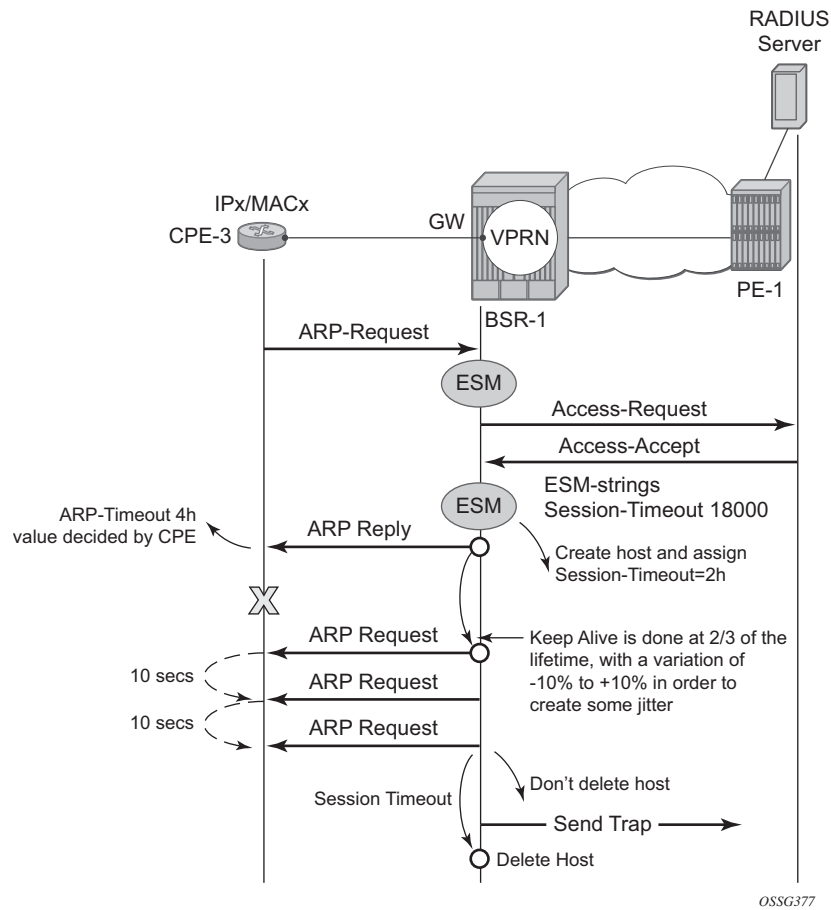 RADIUS
Server
IPx/MACx
CPE-3
GW
VPRN
PE-1
BSR-1
ARP-Request
ESM
Access-Request
Access-Accept
ESM
ESM-strings
Session-Timeout 18000
ARP-Timeout 4h
value decided by CPE
ARP Reply
Create host and assign
Session-Timeout=2h
X
ARP Request
Keep Alive is done at 2/3 of the
lifetime, with a variation of
-10% to +10% in order to
create some jitter
10 secs
ARP Request
10 secs
ARP Request
Don't delete host
Session Timeout
Send Trap
Delete Host
OSSG377